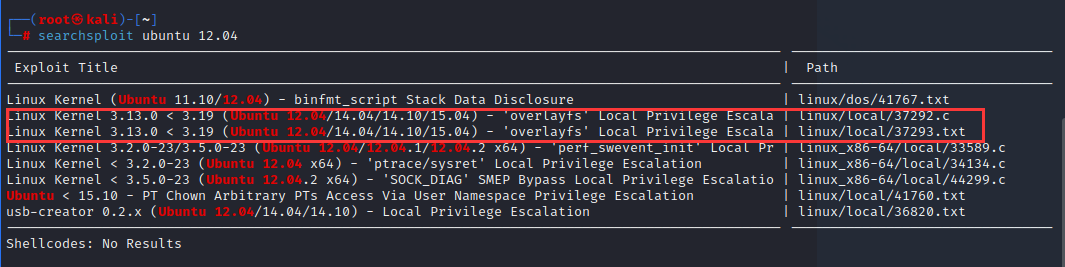 ┌──(root㉿kali)-[~]
└─# searchsploit ubuntu 12.04
Exploit Title | Path
Linux Kernel (Ubuntu 11.10/12.04) - binfmt_script Stack Data Disclosure | linux/dos/41767.txt
Linux Kernel 3.13.0 < 3.19 (Ubuntu 12.04/14.04/14.10/15.04) - 'overlayfs' Local Privilege Escala | linux/local/37292.c
Linux Kernel 3.13.0 < 3.19 (Ubuntu 12.04/14.04/14.10/15.04) - 'overlayfs' Local Privilege Escala | linux/local/37293.txt
Linux Kernel 3.2.0-23/3.5.0-23 (Ubuntu 12.04/12.04.1/12.04.2 x64) - 'perf_swevent_init' Local Pr | linux_x86-64/local/33589.c
Linux Kernel < 3.2.0-23 (Ubuntu 12.04 x64) - 'ptrace/sysret' Local Privilege Escalation | linux_x86-64/local/34134.c
Linux Kernel < 3.5.0-23 (Ubuntu 12.04.2 x64) - 'SOCK_DIAG' SMEP Bypass Local Privilege Escalatio | linux_x86-64/local/44299.c
Ubuntu < 15.10 - PT Chown Arbitrary PTs Access Via User Namespace Privilege Escalation | linux/local/41760.txt
usb-creator 0.2.x (Ubuntu 12.04/14.04/14.10) - Local Privilege Escalation | linux/local/36820.txt
Shellcodes: No Results